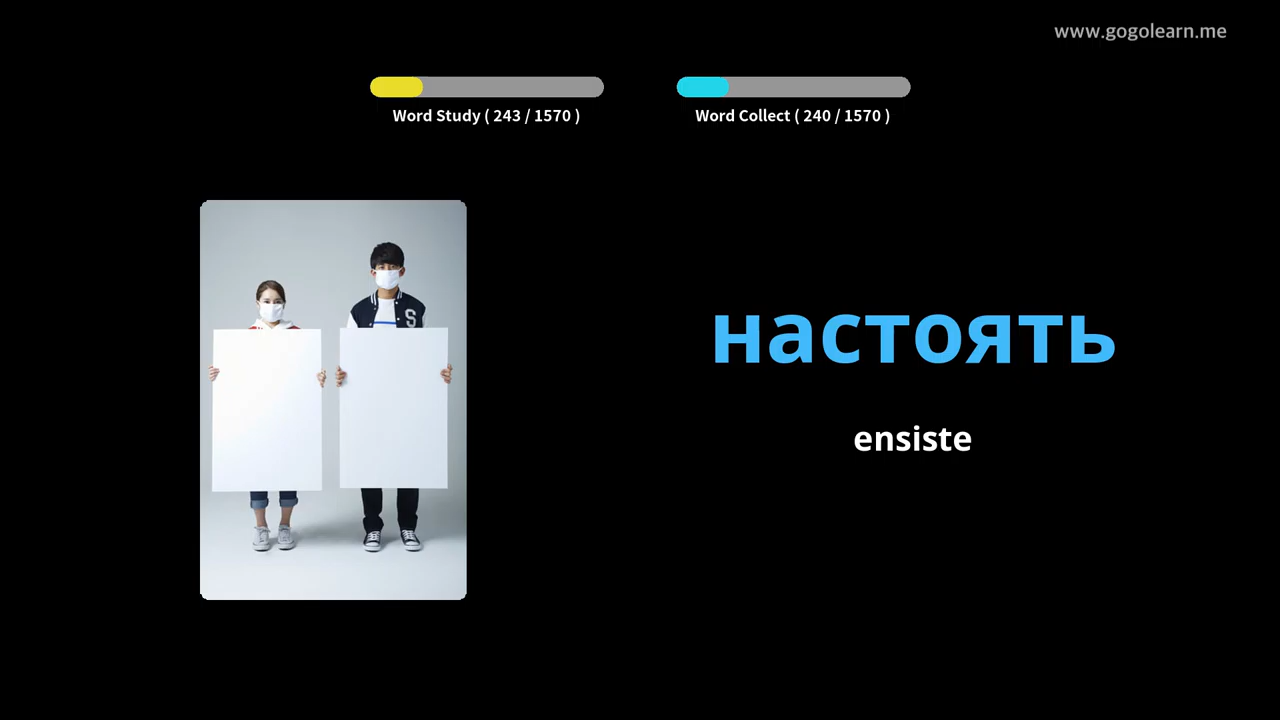 www.gogolearn.me
Word Study ( 243 / 1570 )
Word Collect ( 240 / 1570 )
S
настоять
ensiste